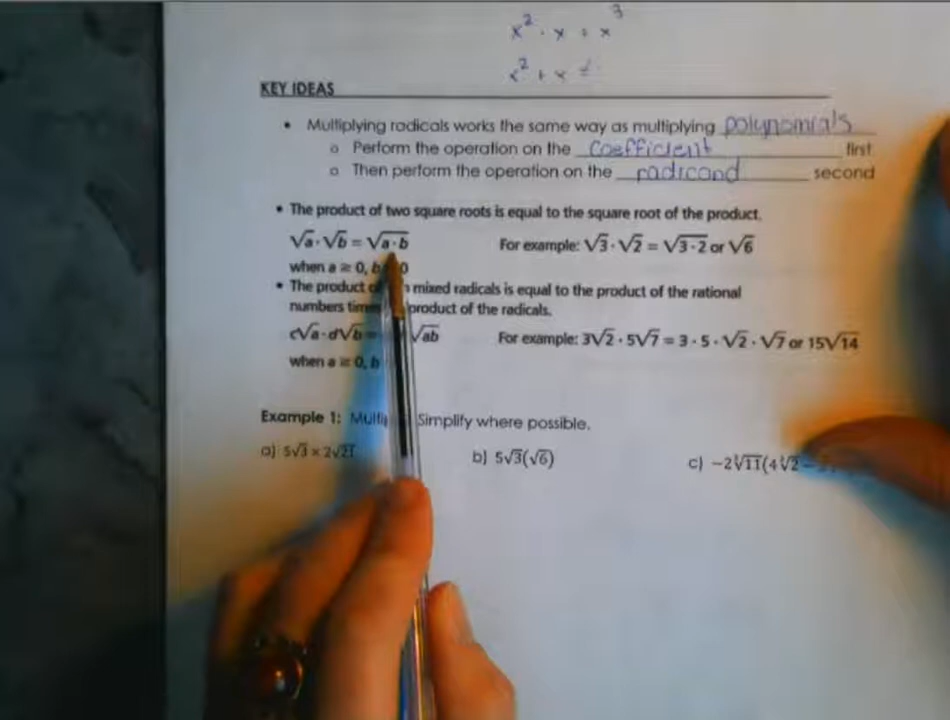 x² · x = x³
x² + x =
KEY IDEAS
• Multiplying radicals works the same way as multiplying polynomials
o Perform the operation on the coefficient first
o Then perform the operation on the radicand second
• The product of two square roots is equal to the square root of the product.
√a · √b = √a · b For example: √3 · √2 = √3 · 2 or √6
when a ≥ 0, b 0
• The product mixed radicals is equal to the product of the rational
numbers product of the radicals.
c√a · d√b = √ab For example: 3√2 · 5√7 = 3 · 5 · √2 · √7 or 15√14
when a ≥ 0, b
Example 1: Simplify where possible.
a) 5√3 × 2√21 b) 5√3(√6) c) −2∛11(4∛2 −